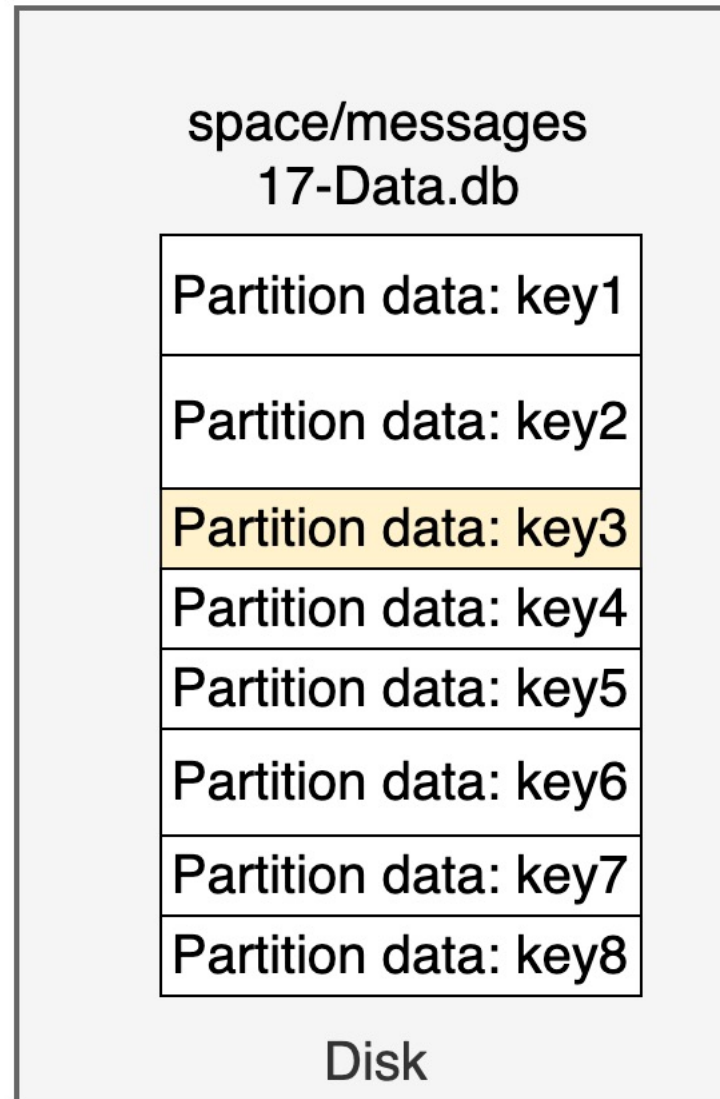 space/messages
17-Data.db
Partition data: key1
Partition data: key2
Partition data: key3
Partition data: key4
Partition data: key5
Partition data: key6
Partition data: key7
Partition data: key8
Disk